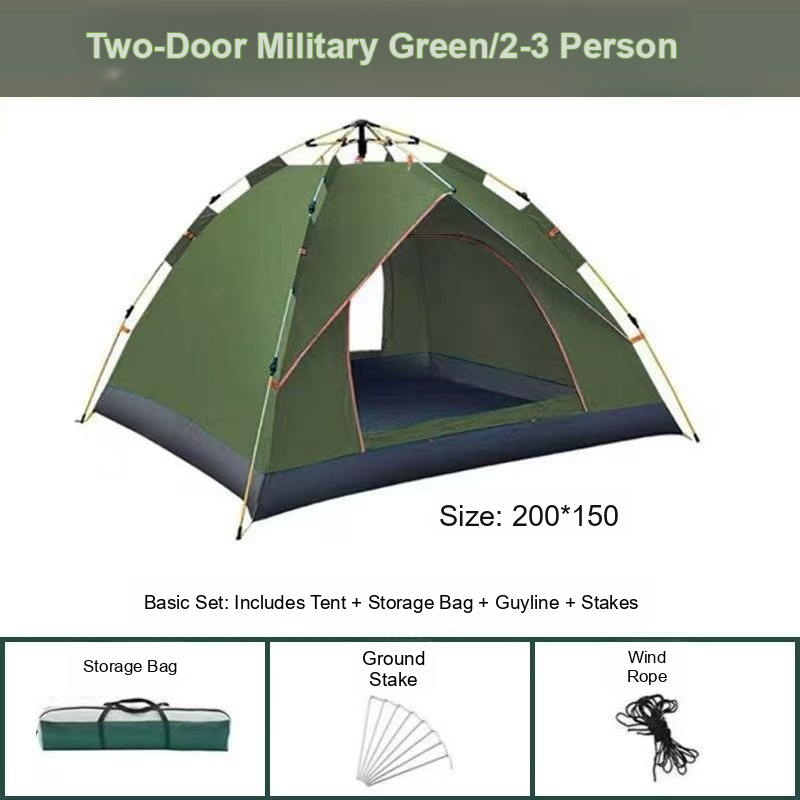 Two-Door Military Green/2-3 Person
Size: 200*150
Basic Set: Includes Tent + Storage Bag + Guyline + Stakes
Storage Bag
Ground
Stake
Wind
Rope